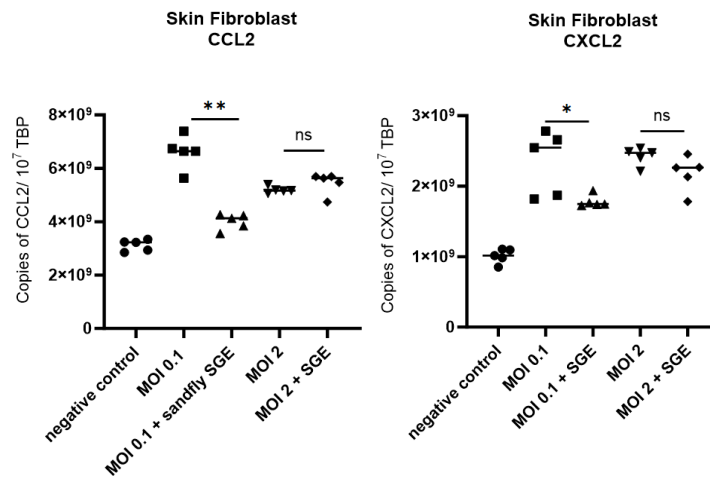 Skin Fibroblast
CCL2
Copies of CCL2/ 10⁷ TBP
8×10⁹
6×10⁹
4×10⁹
2×10⁹
0
**
ns
negative control
MOI 0.1
MOI 0.1 + sandfly SGE
MOI 2
MOI 2 + SGE
Skin Fibroblast
CXCL2
Copies of CXCL2/ 10⁷ TBP
3×10⁹
2×10⁹
1×10⁹
0
*
ns
negative control
MOI 0.1
MOI 0.1 + SGE
MOI 2
MOI 2 + SGE